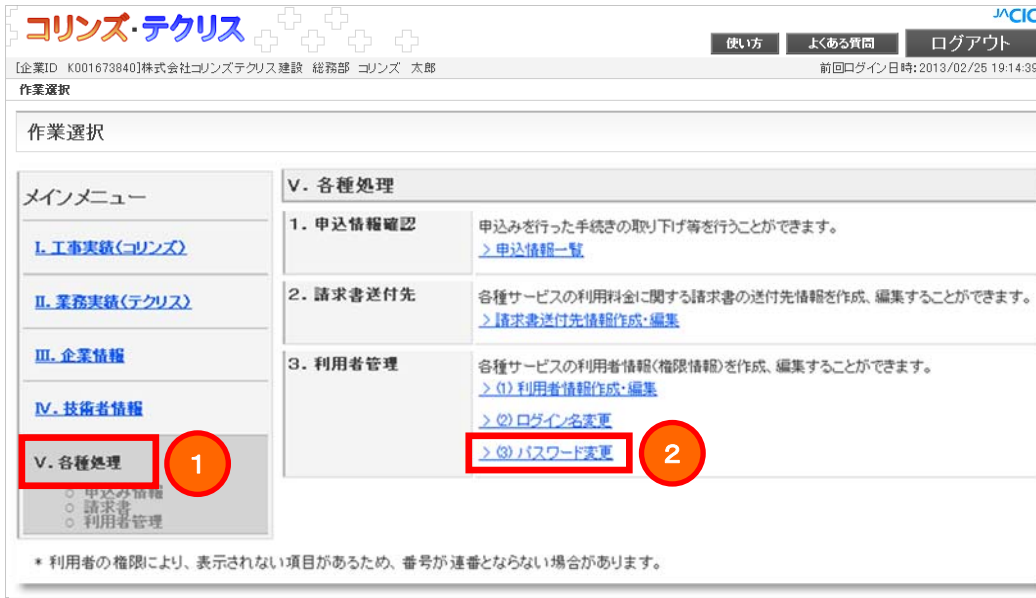 JACIC
コリンズ・テクリス
使い方 よくある質問 ログアウト
[企業ID K001673840]株式会社コリンズテクリス建設 総務部 コリンズ 太郎 前回ログイン日時:2013/02/25 19:14:39
作業選択
作業選択
メインメニュー
I. 工事実績(コリンズ)
II. 業務実績(テクリス)
III. 企業情報
IV. 技術者情報
V. 各種処理
1
○ 申込み情報
○ 請求書
○ 利用者管理
V. 各種処理
1. 申込情報確認
申込みを行った手続きの取り下げ等を行うことができます。
> 申込情報一覧
2. 請求書送付先
各種サービスの利用料金に関する請求書の送付先情報を作成、編集することができます。
> 請求書送付先情報作成・編集
3. 利用者管理
各種サービスの利用者情報(権限情報)を作成、編集することができます。
> (1) 利用者情報作成・編集
> (2) ログイン名変更
> (3) パスワード変更
2
* 利用者の権限により、表示されない項目があるため、番号が連番とならない場合があります。